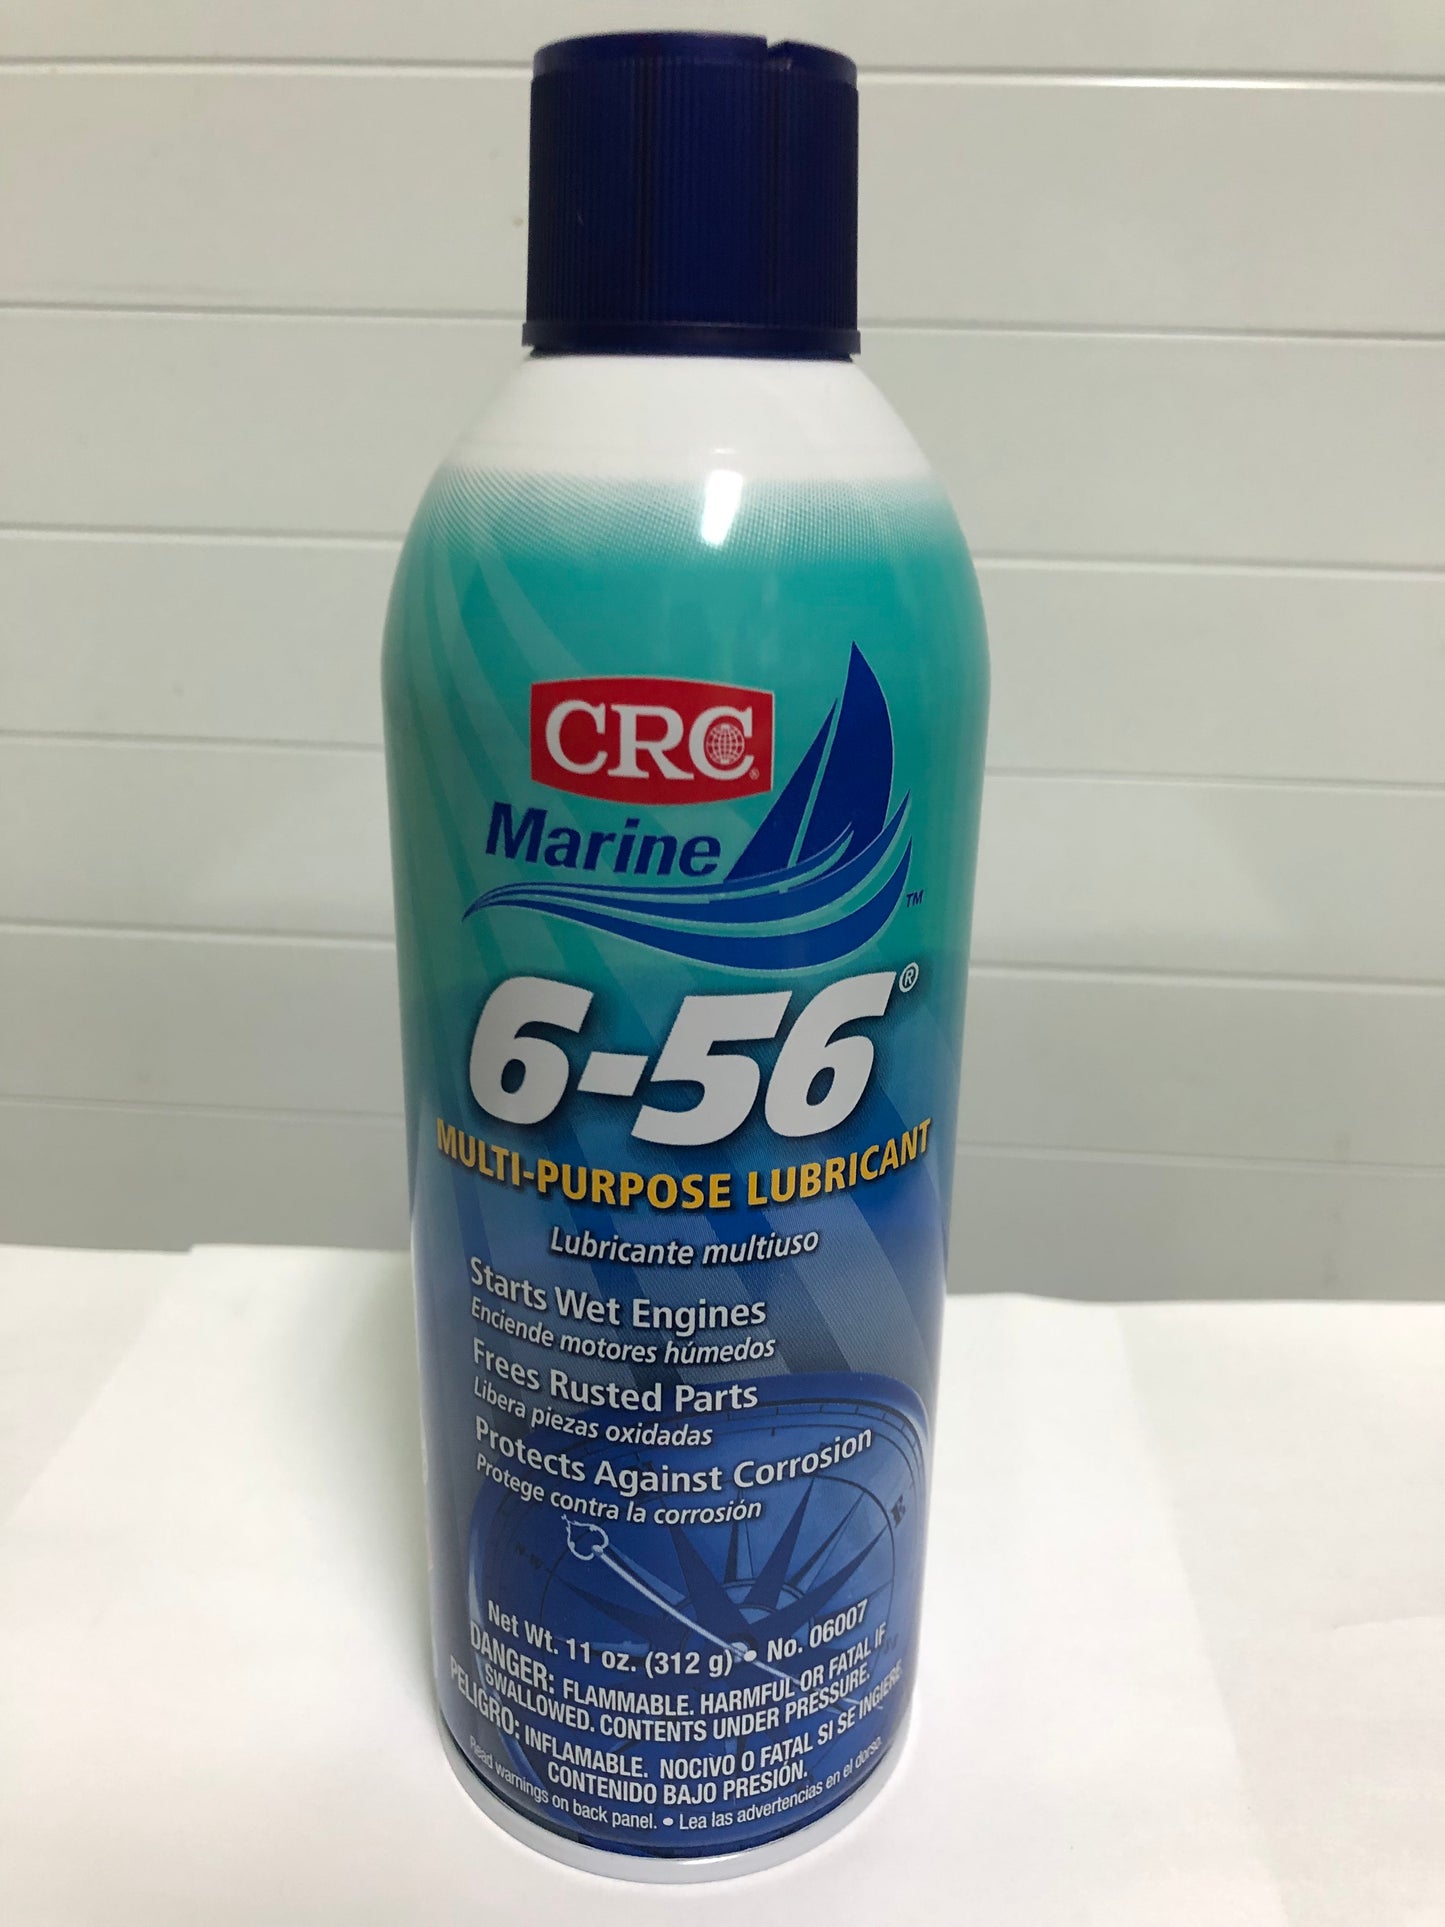 CRC®
Marine
™
6-56®
MULTI-PURPOSE LUBRICANT
Lubricante multiuso
Starts Wet Engines
Enciende motores húmedos
Frees Rusted Parts
Libera piezas oxidadas
Protects Against Corrosion
Protege contra la corrosión
E
N W
Net Wt. 11 oz. (312 g) • No. 06007
DANGER: FLAMMABLE. HARMFUL OR FATAL IF
SWALLOWED. CONTENTS UNDER PRESSURE.
PELIGRO: INFLAMABLE. NOCIVO O FATAL SI SE INGIERE.
CONTENIDO BAJO PRESIÓN.
Read warnings on back panel. • Lea las advertencias en el dorso.